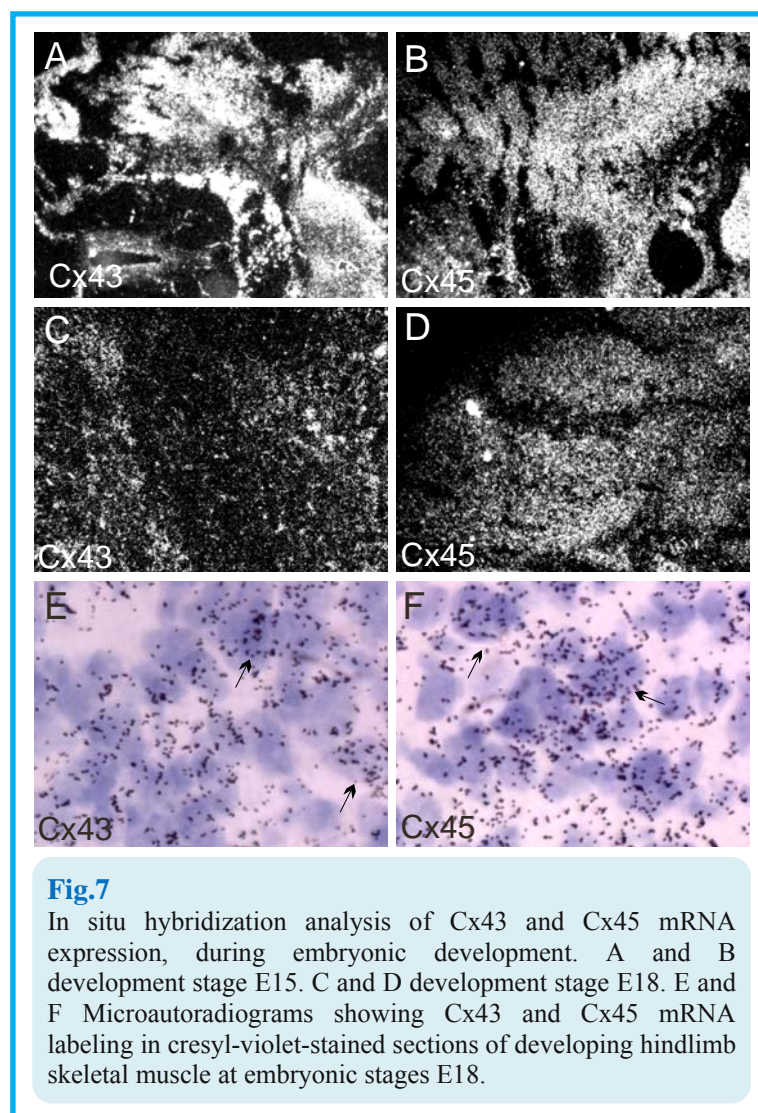 A
B
Cx43
Cx45
C
D
Cx43
Cx45
E
F
Cx43
Cx45
Fig.7
In situ hybridization analysis of Cx43 and Cx45 mRNA
expression, during embryonic development. A and B
development stage E15. C and D development stage E18. E and
F Microautoradiograms showing Cx43 and Cx45 mRNA
labeling in cresyl-violet-stained sections of developing hindlimb
skeletal muscle at embryonic stages E18.